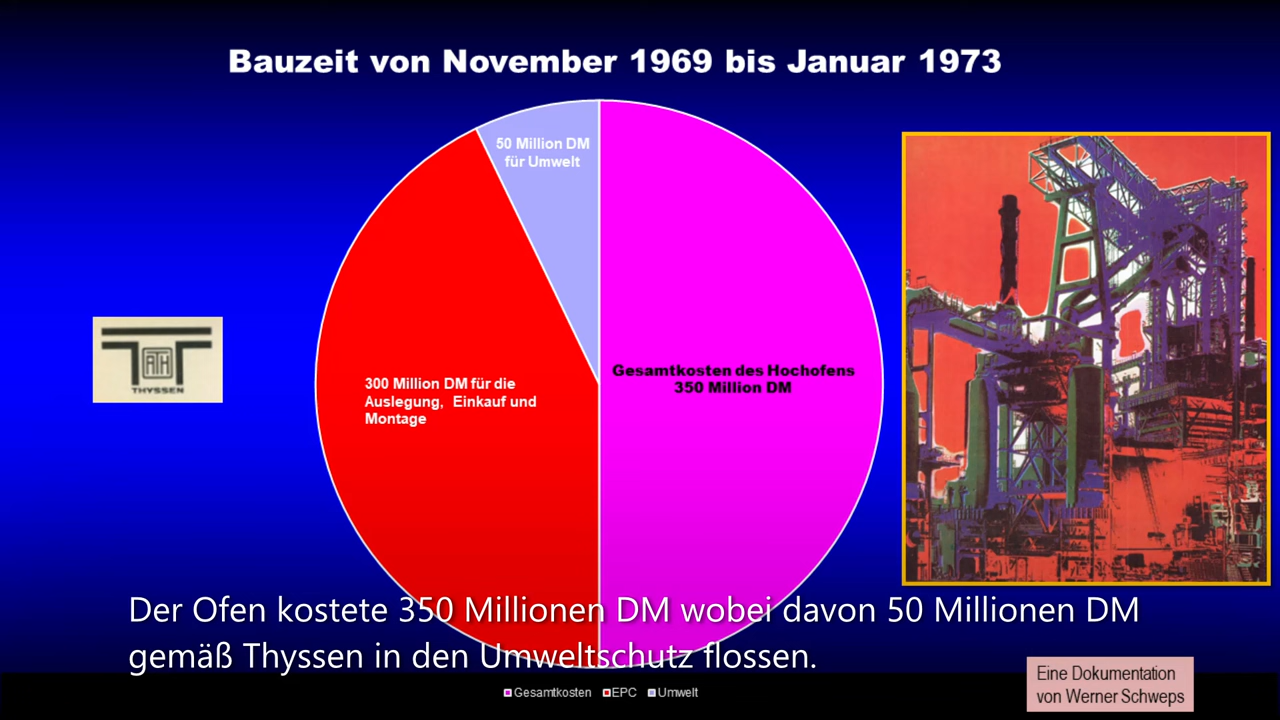 Bauzeit von November 1969 bis Januar 1973
50 Million DM
für Umwelt
Gesamtkosten des Hochofens
350 Million DM
300 Million DM für die
Auslegung, Einkauf und
Montage
ATH
THYSSEN
Der Ofen kostete 350 Millionen DM wobei davon 50 Millionen DM
gemäß Thyssen in den Umweltschutz flossen.
Gesamtkosten EPC Umwelt
Eine Dokumentation
von Werner Schweps